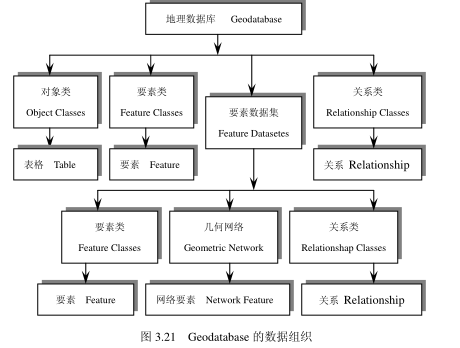 地理数据库 Geodatabase
对象类
Object Classes
要素类
Feature Classes
要素数据集
Feature Datasetes
关系类
Relationship Classes
表格 Table
要素 Feature
关系 Relationship
要素类
Feature Classes
几何网络
Geometric Network
关系类
Relationshap Classes
要素 Feature
网络要素 Network Feature
关系 Relationship
图 3.21 Geodatabase 的数据组织